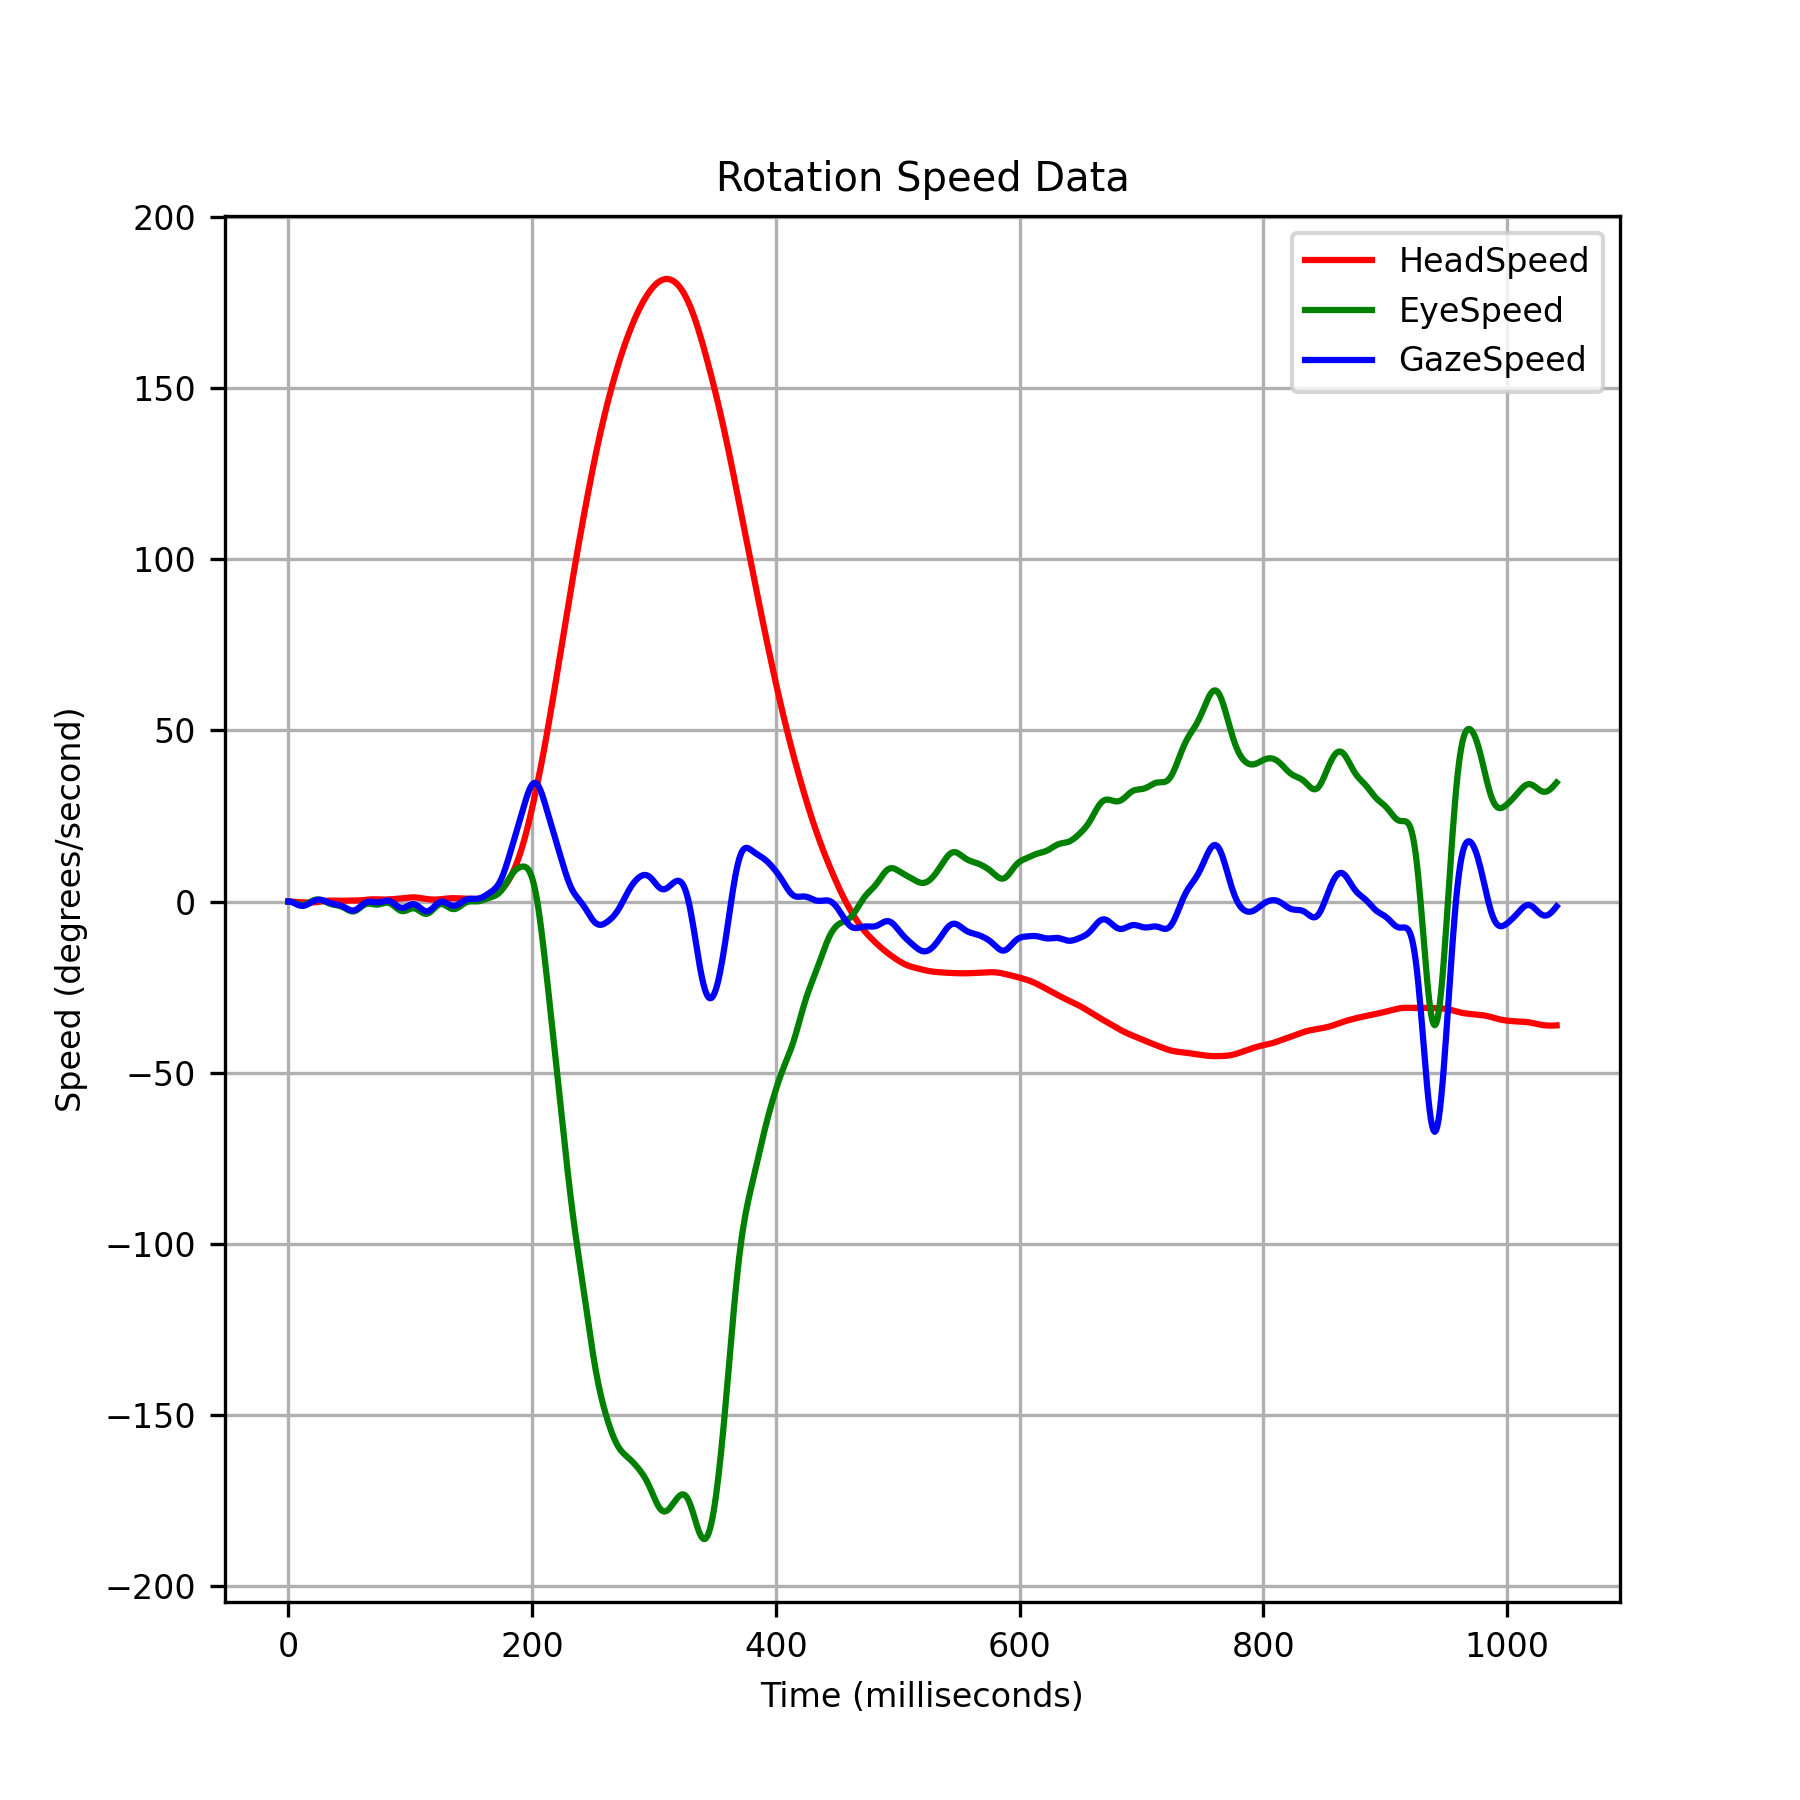 Rotation Speed Data
HeadSpeed
EyeSpeed
GazeSpeed
Speed (degrees/second)
200
150
100
50
0
−50
−100
−150
−200
0 200 400 600 800 1000
Time (milliseconds)